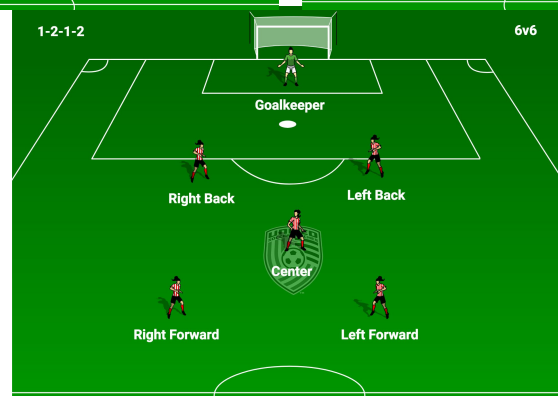 1-2-1-2
6v6
Goalkeeper
Right Back
Left Back
Center
Right Forward
Left Forward